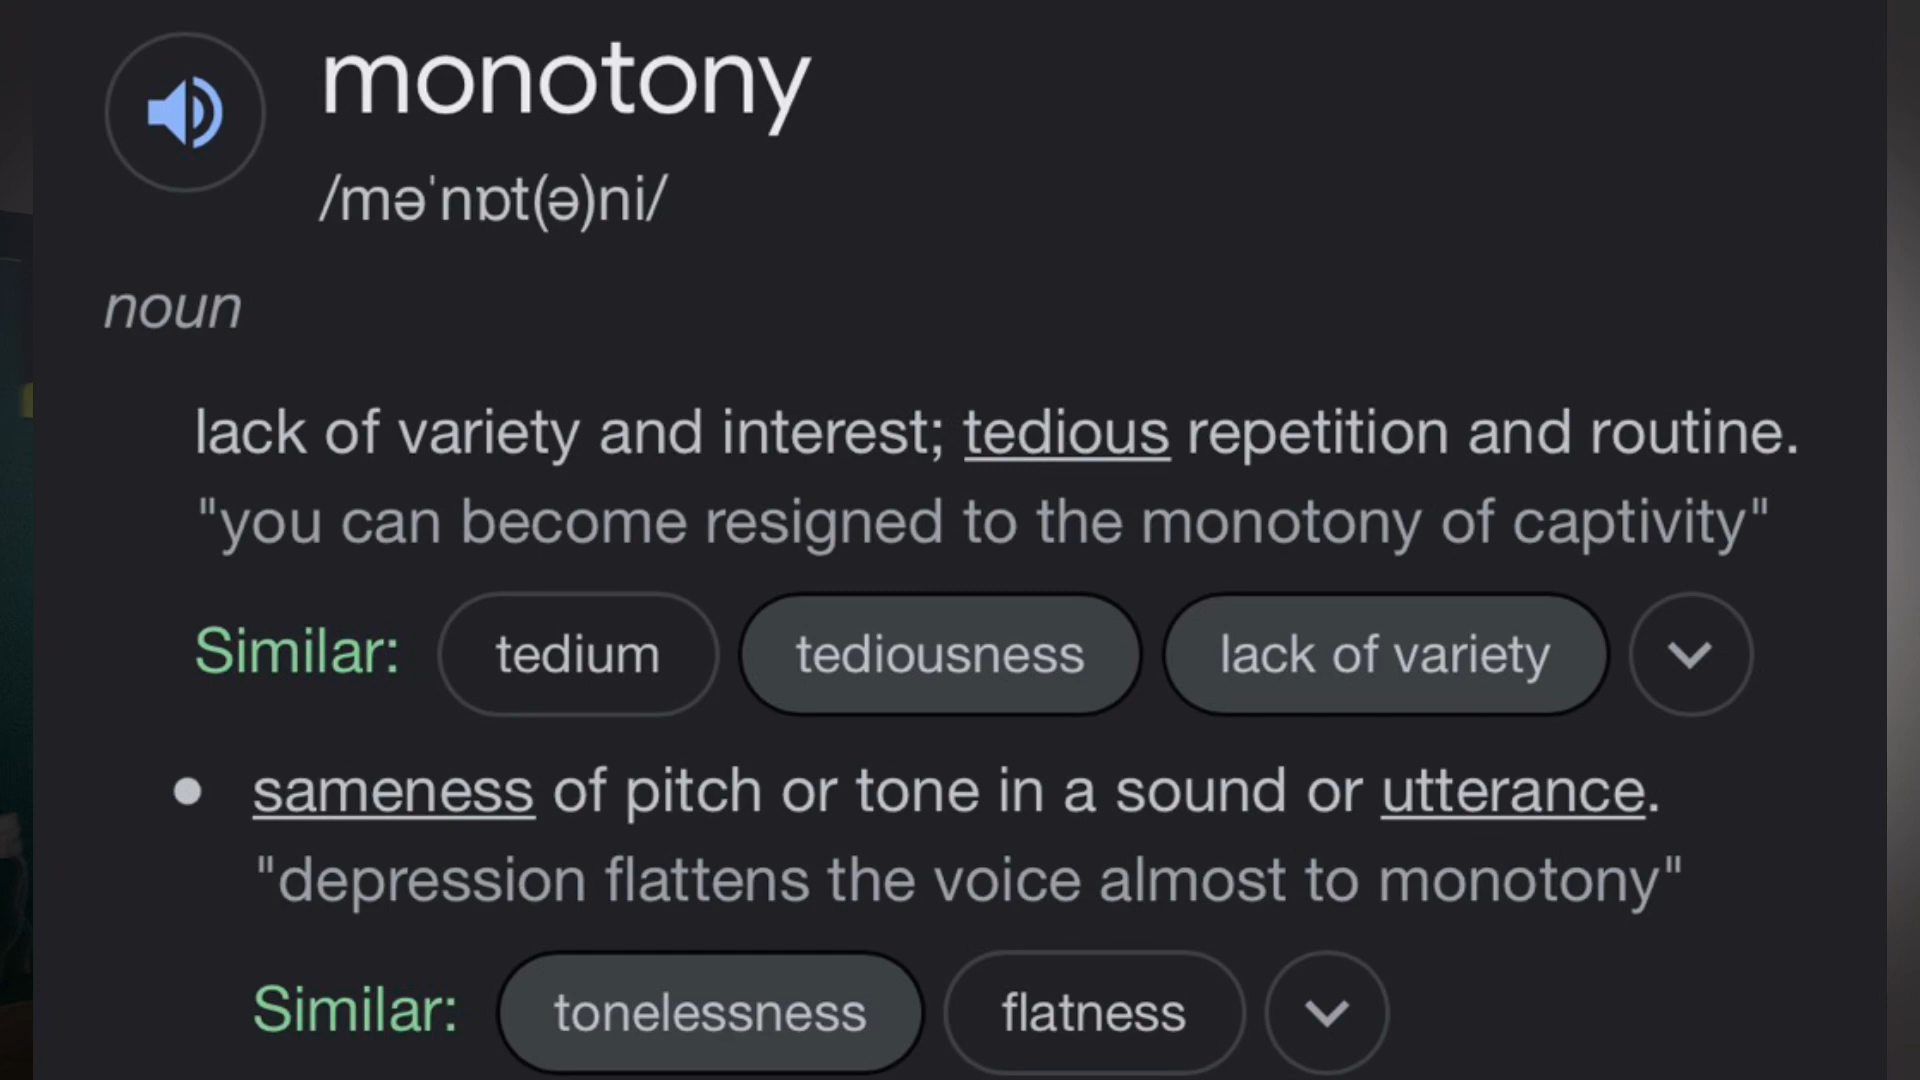 monotony
/məˈnɒt(ə)ni/
noun
lack of variety and interest; tedious repetition and routine.
"you can become resigned to the monotony of captivity"
Similar: tedium tediousness lack of variety
sameness of pitch or tone in a sound or utterance.
"depression flattens the voice almost to monotony"
Similar: tonelessness flatness